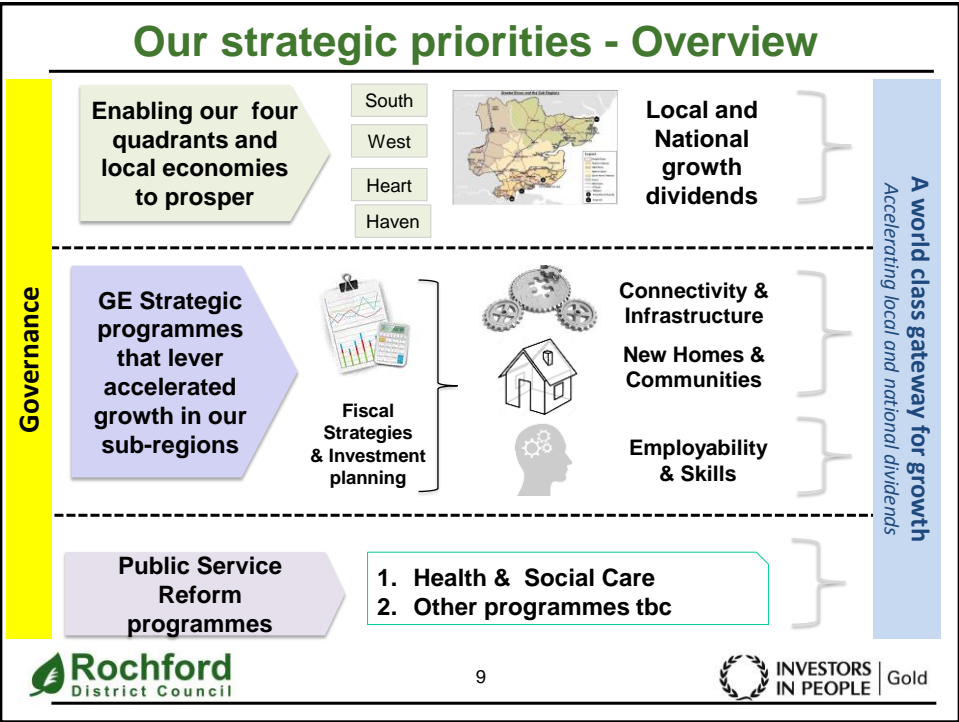 Our strategic priorities - Overview
Governance
Enabling our four
quadrants and
local economies
to prosper
South
West
Heart
Haven
Local and
National
growth
dividends
GE Strategic
programmes
that lever
accelerated
growth in our
sub-regions
Fiscal
Strategies
& Investment
planning
Connectivity &
Infrastructure
New Homes &
Communities
Employability
& Skills
Public Service
Reform
programmes
1. Health & Social Care
2. Other programmes tbc
A world class gateway for growth
Accelerating local and national dividends
Rochford
District Council
9
INVESTORS
IN PEOPLE
Gold